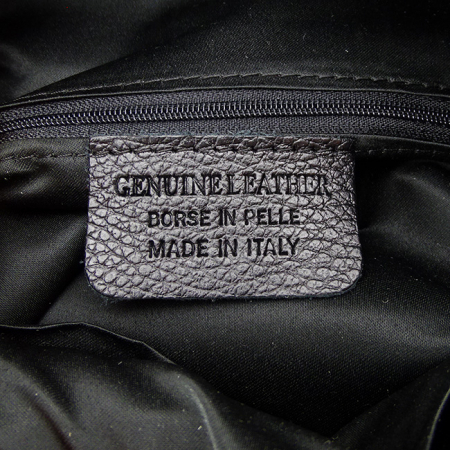 GENUINE LEATHER
BORSE IN PELLE
MADE IN ITALY